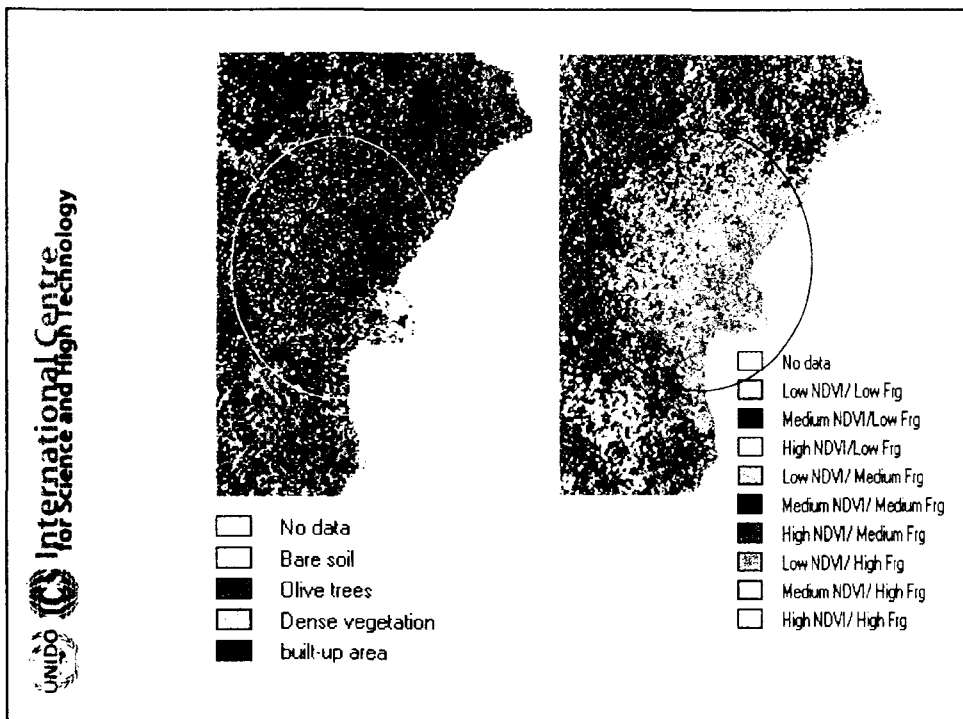 International Centre
for Science and High Technology
UNIDO
ICS
No data
Bare soil
Olive trees
Dense vegetation
built-up area
No data
Low NDVI/ Low Frg
Medium NDVI/Low Frg
High NDVI/Low Frg
Low NDVI/ Medium Frg
Medium NDVI/ Medium Frg
High NDVI/ Medium Frg
Low NDVI/ High Frg
Medium NDVI/ High Frg
High NDVI/ High Frg